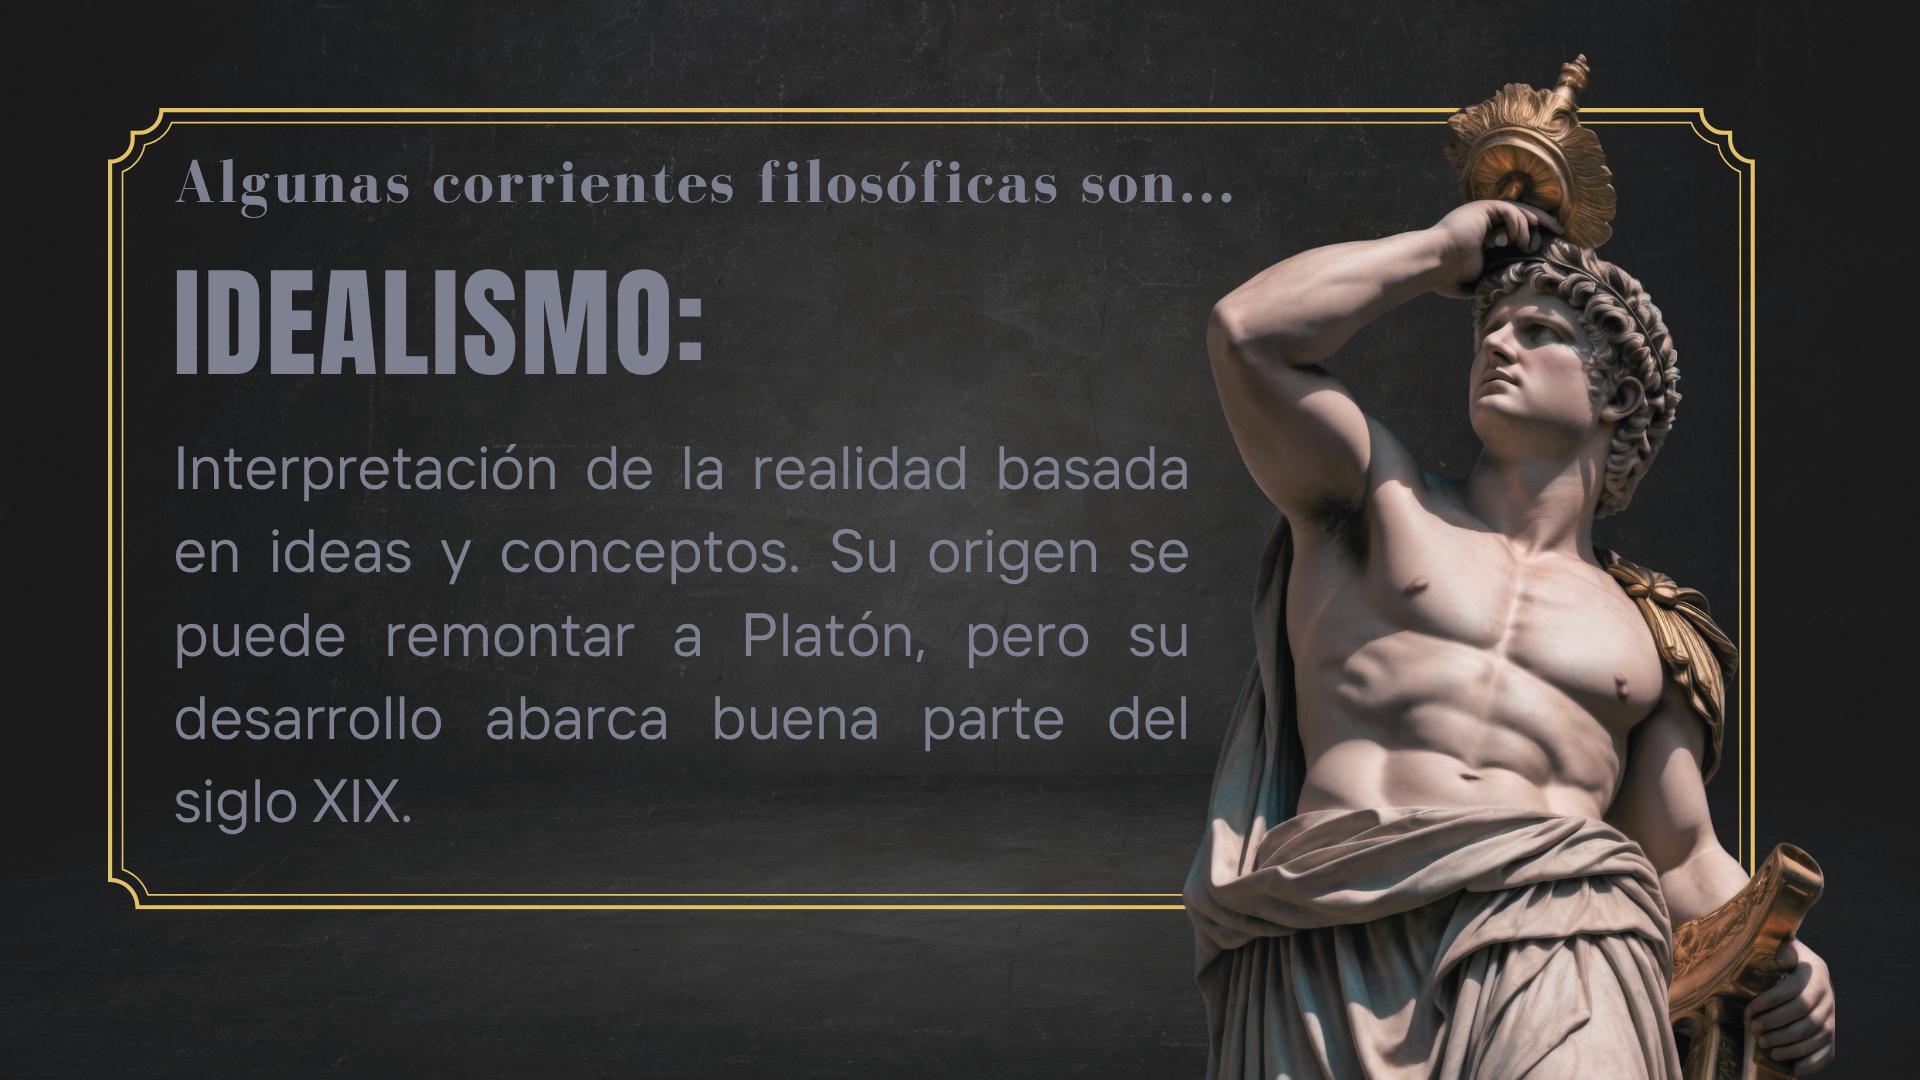 Algunas corrientes filosóficas son...
IDEALISMO:
Interpretación de la realidad basada
en ideas y conceptos. Su origen se
puede remontar a Platón, pero su
desarrollo abarca buena parte del
siglo XIX.